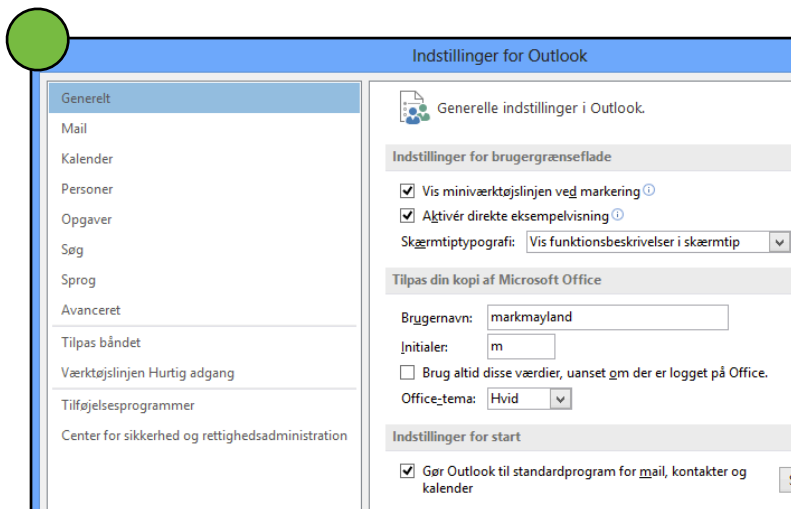 Indstillinger for Outlook
Generelt
Mail
Kalender
Personer
Opgaver
Søg
Sprog
Avanceret
Tilpas båndet
Værktøjslinjen Hurtig adgang
Tilføjelsesprogrammer
Center for sikkerhed og rettighedsadministration
Generelle indstillinger i Outlook.
Indstillinger for brugergrænseflade
Vis miniværktøjslinjen ved markering
Aktivér direkte eksempelvisning
Skærmtiptypografi: Vis funktionsbeskrivelser i skærmtip
Tilpas din kopi af Microsoft Office
Brugernavn: markmayland
Initialer: m
Brug altid disse værdier, uanset om der er logget på Office.
Office-tema: Hvid
Indstillinger for start
Gør Outlook til standardprogram for mail, kontakter og
kalender